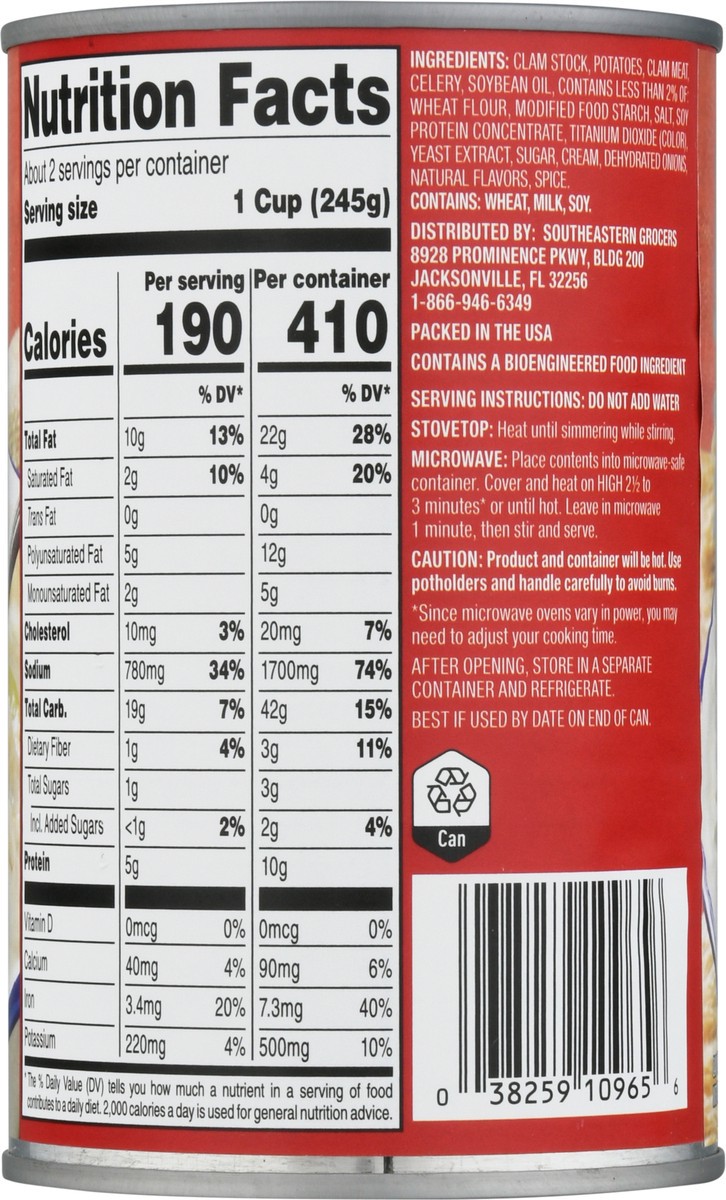 Nutrition Facts
About 2 servings per container
Serving size 1 Cup (245g)
Per serving Per container
Calories 190 410
% DV* % DV*
Total Fat 10g 13% 22g 28%
Saturated Fat 2g 10% 4g 20%
Trans Fat 0g 0g
Polyunsaturated Fat 5g 12g
Monounsaturated Fat 2g 5g
Cholesterol 10mg 3% 20mg 7%
Sodium 780mg 34% 1700mg 74%
Total Carb. 19g 7% 42g 15%
Dietary Fiber 1g 4% 3g 11%
Total Sugars 1g 3g
Incl. Added Sugars <1g 2% 2g 4%
Protein 5g 10g
Vitamin D 0mcg 0% 0mcg 0%
Calcium 40mg 4% 90mg 6%
Iron 3.4mg 20% 7.3mg 40%
Potassium 220mg 4% 500mg 10%
* The % Daily Value (DV) tells you how much a nutrient in a serving of food
contributes to a daily diet. 2,000 calories a day is used for general nutrition advice.
INGREDIENTS: CLAM STOCK, POTATOES, CLAM MEAT,
CELERY, SOYBEAN OIL, CONTAINS LESS THAN 2% OF:
WHEAT FLOUR, MODIFIED FOOD STARCH, SALT, SOY
PROTEIN CONCENTRATE, TITANIUM DIOXIDE (COLOR),
YEAST EXTRACT, SUGAR, CREAM, DEHYDRATED ONIONS,
NATURAL FLAVORS, SPICE.
CONTAINS: WHEAT, MILK, SOY.
DISTRIBUTED BY: SOUTHEASTERN GROCERS
8928 PROMINENCE PKWY, BLDG 200
JACKSONVILLE, FL 32256
1-866-946-6349
PACKED IN THE USA
CONTAINS A BIOENGINEERED FOOD INGREDIENT
SERVING INSTRUCTIONS: DO NOT ADD WATER
STOVETOP: Heat until simmering while stirring.
MICROWAVE: Place contents into microwave-safe
container. Cover and heat on HIGH 2½ to
3 minutes* or until hot. Leave in microwave
1 minute, then stir and serve.
CAUTION: Product and container will be hot. Use
potholders and handle carefully to avoid burns.
*Since microwave ovens vary in power, you may
need to adjust your cooking time.
AFTER OPENING, STORE IN A SEPARATE
CONTAINER AND REFRIGERATE.
BEST IF USED BY DATE ON END OF CAN.
Can
0 38259 10965 6